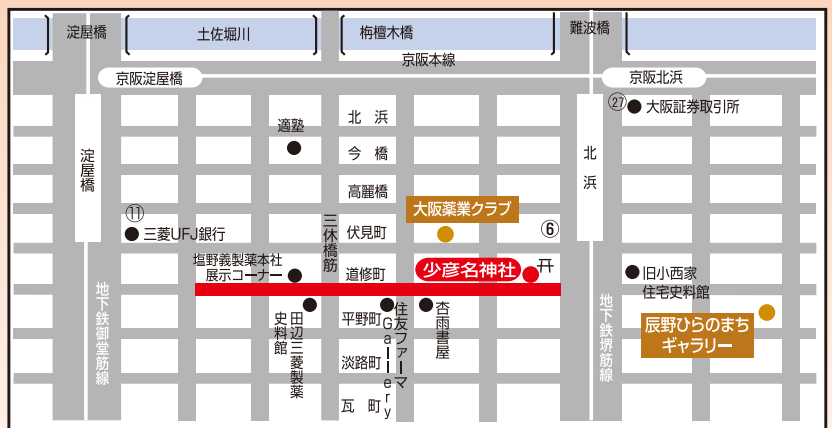 淀屋橋
土佐堀川
栴檀木橋
難波橋
京阪本線
京阪淀屋橋
京阪北浜
㉗
大阪証券取引所
北浜
適塾
今橋
淀屋橋
北浜
高麗橋
大阪薬業クラブ
⑪
三菱UFJ銀行
三休橋筋
伏見町
⑥
塩野義製薬本社
展示コーナー
道修町
少彦名神社
旧小西家
住宅史料館
地下鉄御堂筋線
田辺三菱製薬
史料館
平野町
住友ファーマ
Gallery
杏雨書屋
地下鉄堺筋線
辰野ひらのまち
ギャラリー
淡路町
瓦町